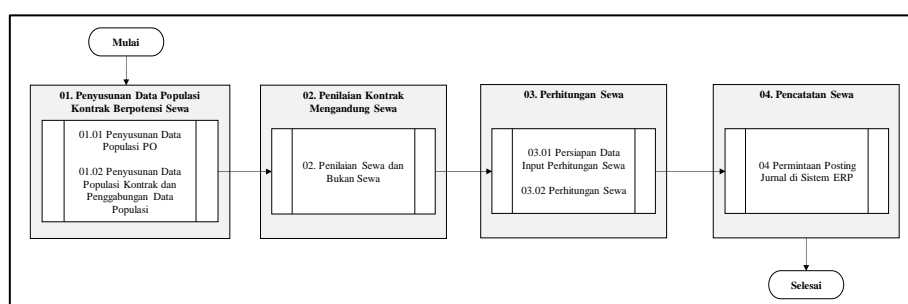 Mulai
01. Penyusunan Data Populasi
Kontrak Berpotensi Sewa
01.01 Penyusunan Data
Populasi PO
01.02 Penyusunan Data
Populasi Kontrak dan
Penggabungan Data
Populasi
02. Penilaian Kontrak
Mengandung Sewa
02. Penilaian Sewa dan
Bukan Sewa
03. Perhitungan Sewa
03.01 Persiapan Data
Input Perhitungan Sewa
03.02 Perhitungan Sewa
04. Pencatatan Sewa
04 Permintaan Posting
Jurnal di Sistem ERP
Selesai